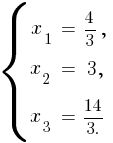 x₁ = 4/3,
x₂ = 3,
x₃ = 14/3.